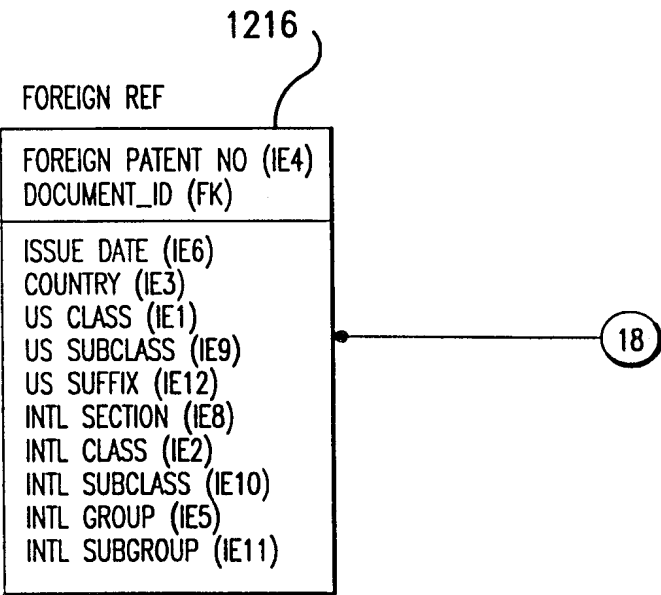 1216
FOREIGN REF
FOREIGN PATENT NO (IE4)
DOCUMENT_ID (FK)
ISSUE DATE (IE6)
COUNTRY (IE3)
US CLASS (IE1)
US SUBCLASS (IE9)
US SUFFIX (IE12)
INTL SECTION (IE8)
INTL CLASS (IE2)
INTL SUBCLASS (IE10)
INTL GROUP (IE5)
INTL SUBGROUP (IE11)
18